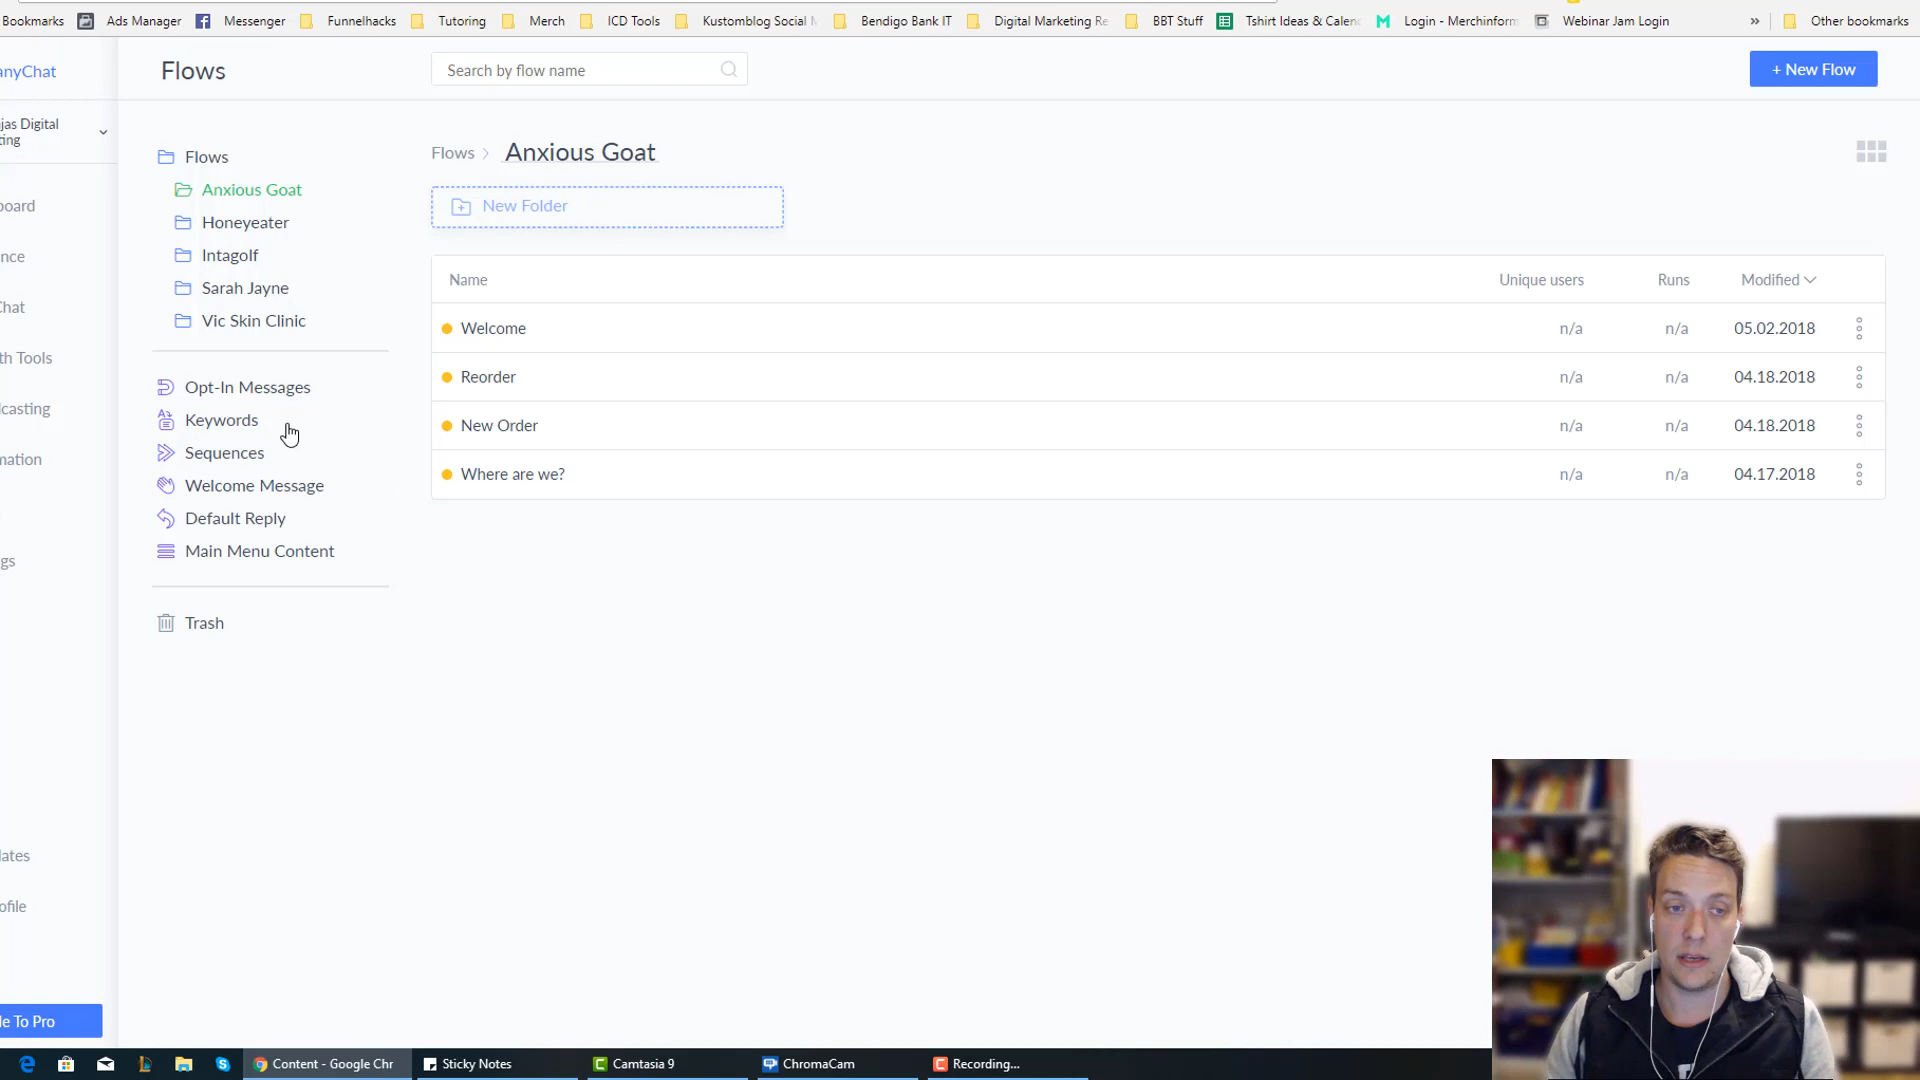 Bookmarks Ads Manager Messenger Funnelhacks Tutoring Merch ICD Tools Kustomblog Social Bendigo Bank IT Digital Marketing Re BBT Stuff Tshirt Ideas & Calen Login - Merchinform Webinar Jam Login » Other bookmarks
anyChat
Flows
Search by flow name
+ New Flow
jas Digital
ting
Flows
Anxious Goat
Honeyeater
Intagolf
Sarah Jayne
Vic Skin Clinic
Opt-In Messages
Keywords
Sequences
Welcome Message
Default Reply
Main Menu Content
Trash
oard
nce
Chat
th Tools
casting
mation
gs
lates
ofile
le To Pro
Flows > Anxious Goat
New Folder
Name Unique users Runs Modified
Welcome n/a n/a 05.02.2018
Reorder n/a n/a 04.18.2018
New Order n/a n/a 04.18.2018
Where are we? n/a n/a 04.17.2018
Content - Google Chr Sticky Notes Camtasia 9 ChromaCam Recording...